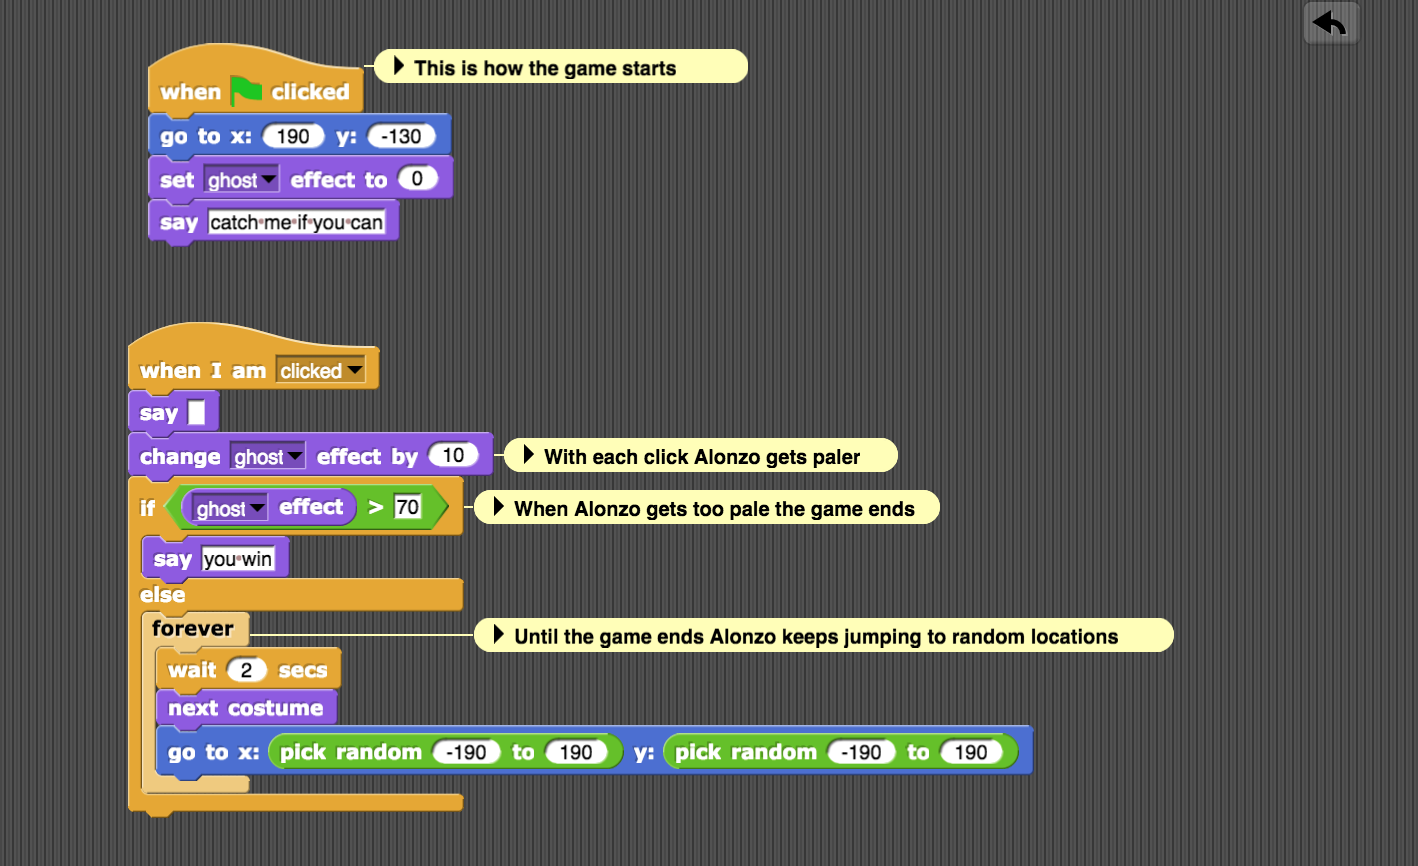 This is how the game starts
when clicked
go to x: 190 y: -130
set ghost effect to 0
say catch•me•if•you•can
when I am clicked
say
change ghost effect by 10
With each click Alonzo gets paler
if ghost effect > 70
When Alonzo gets too pale the game ends
say you•win
else
forever
Until the game ends Alonzo keeps jumping to random locations
wait 2 secs
next costume
go to x: pick random -190 to 190 y: pick random -190 to 190